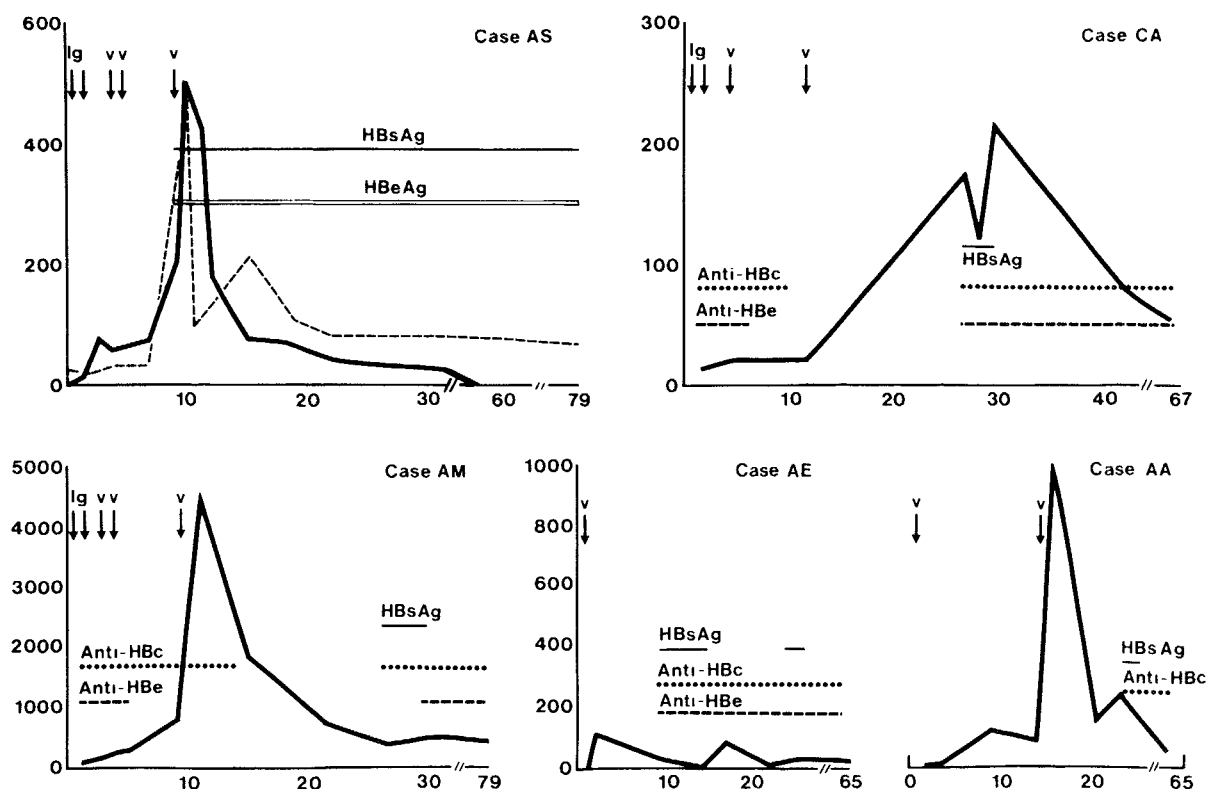 Case AS
600
400
200
0
Ig v v v
HBsAg
HBeAg
10 20 30 60 79
Case CA
300
200
100
0
Ig v v
HBsAg
Anti-HBc
Anti-HBe
10 20 30 40 67
Case AM
5000
4000
3000
2000
1000
0
Ig v v v
HBsAg
Anti-HBc
Anti-HBe
10 20 30 79
Case AE
1000
800
600
400
200
0
v
HBsAg
Anti-HBc
Anti-HBe
10 20 65
Case AA
v v
HBsAg
Anti-HBc
0 10 20 65